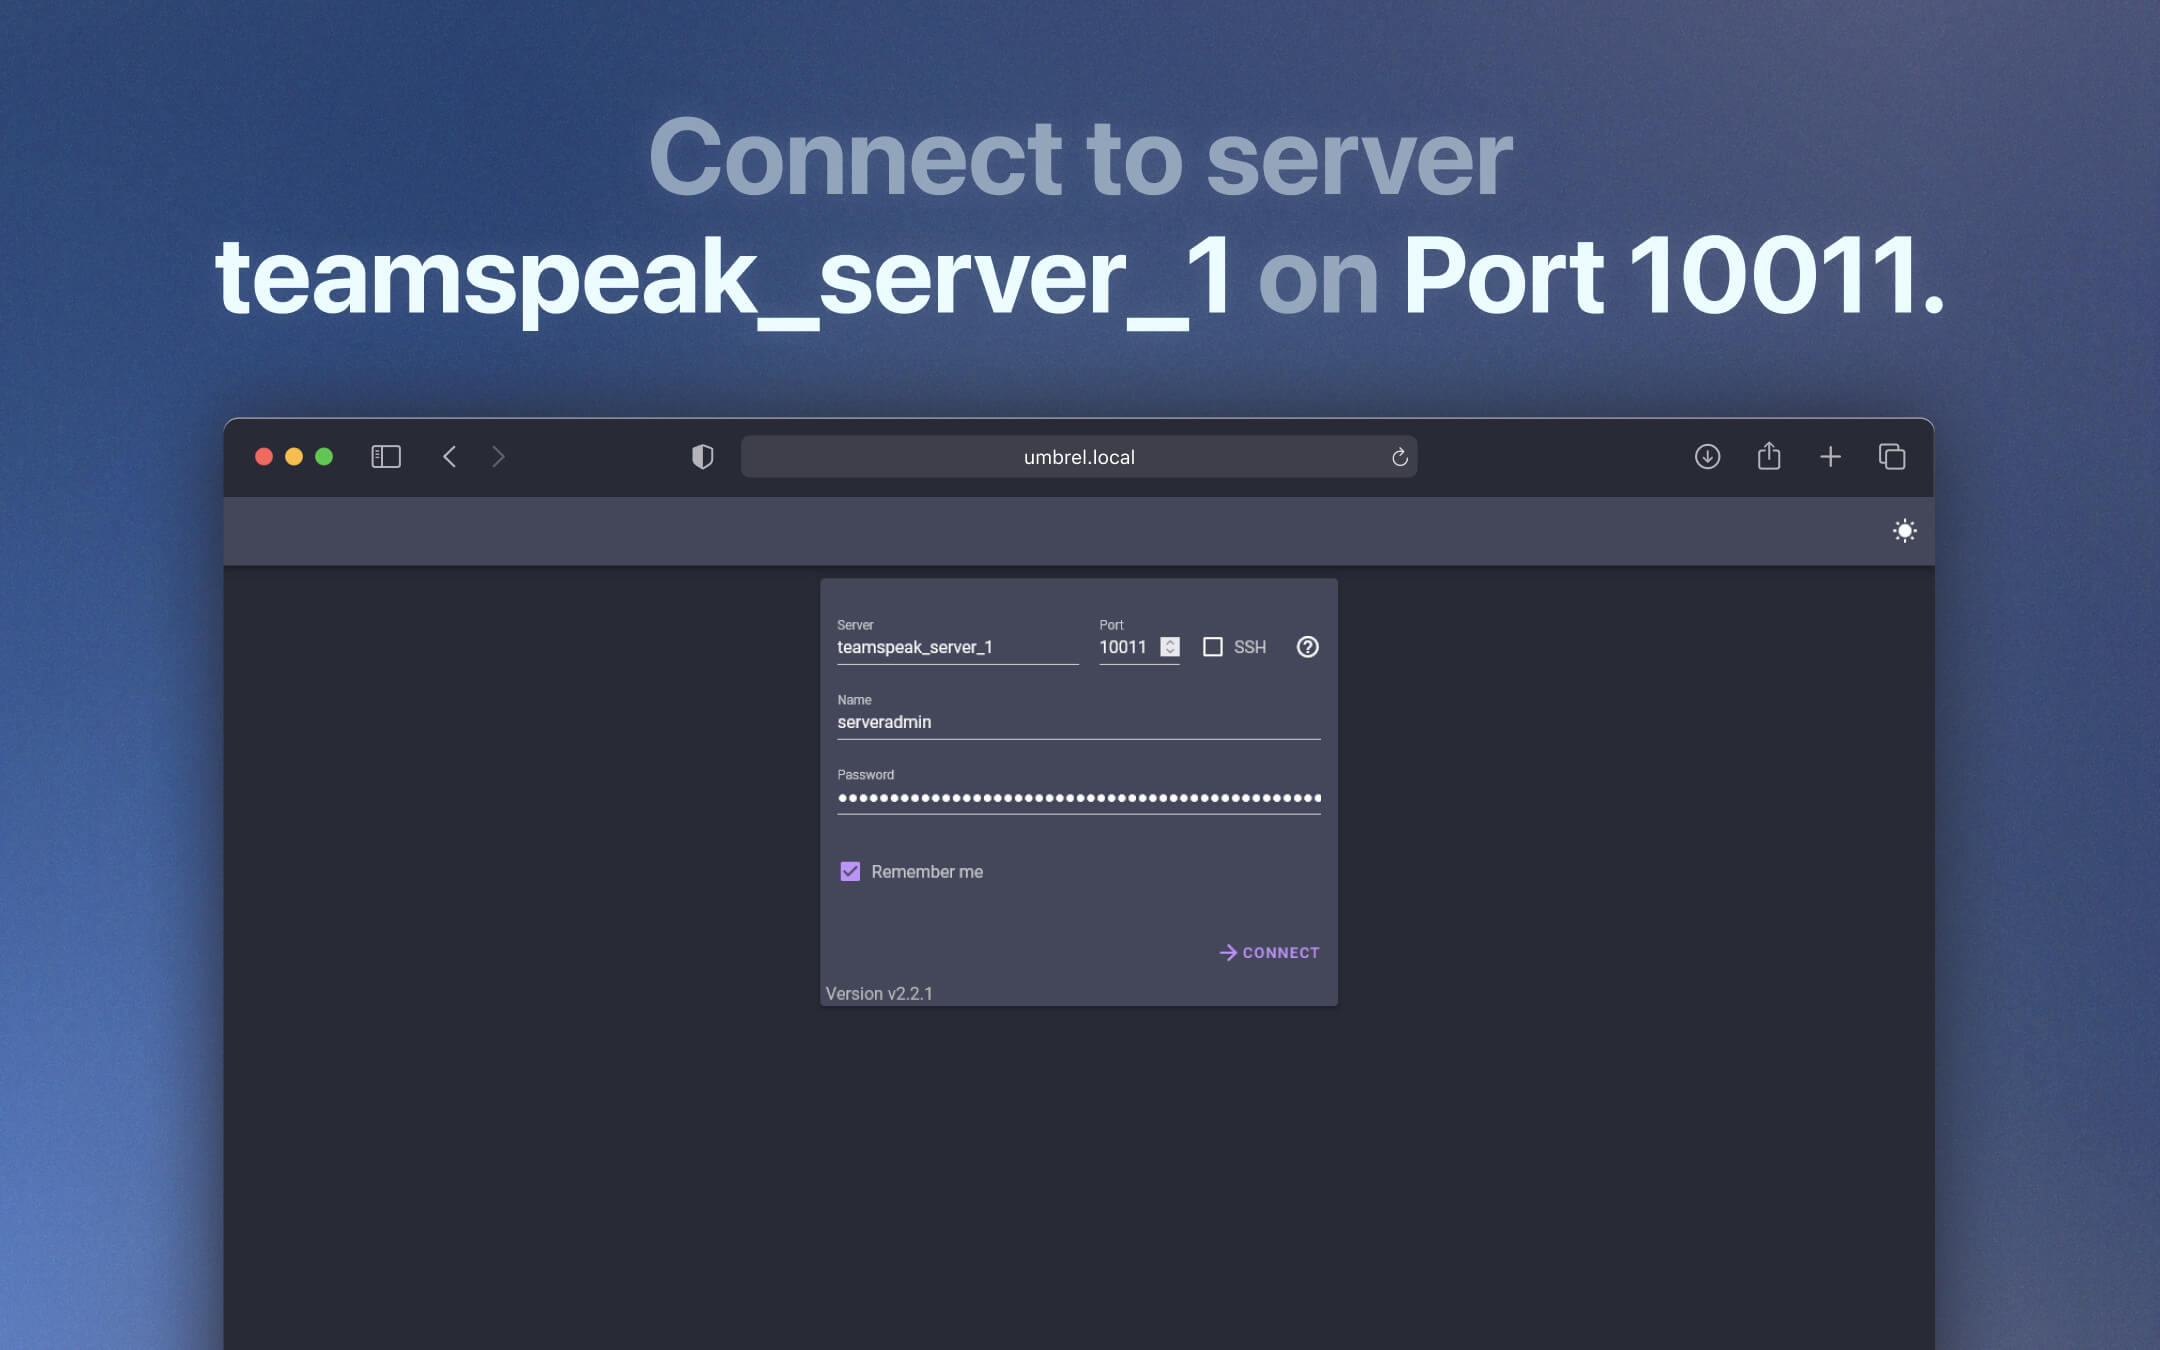 Connect to server
teamspeak_server_1 on Port 10011.
umbrel.local
Server
Port
teamspeak_server_1
10011
SSH
Name
serveradmin
Password
Remember me
CONNECT
Version v2.2.1